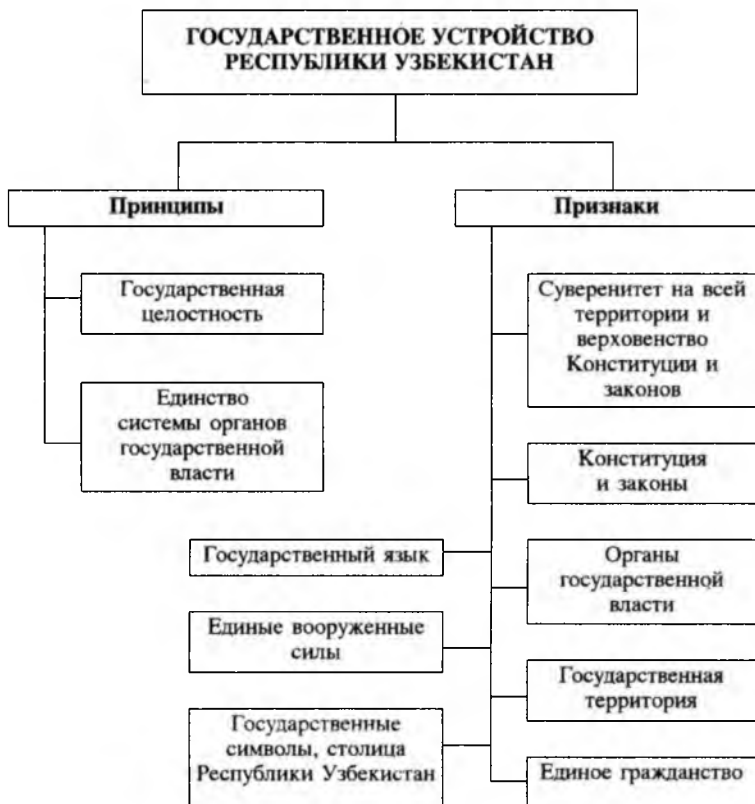 ГОСУДАРСТВЕННОЕ УСТРОЙСТВО
РЕСПУБЛИКИ УЗБЕКИСТАН
Принципы
Государственная
целостность
Единство
системы органов
государственной
власти
Признаки
Суверенитет на всей
территории и
верховенство
Конституции и
законов
Конституция
и законы
Государственный язык
Органы
государственной
власти
Единые вооруженные
силы
Государственная
территория
Государственные
символы, столица
Республики Узбекистан
Единое гражданство